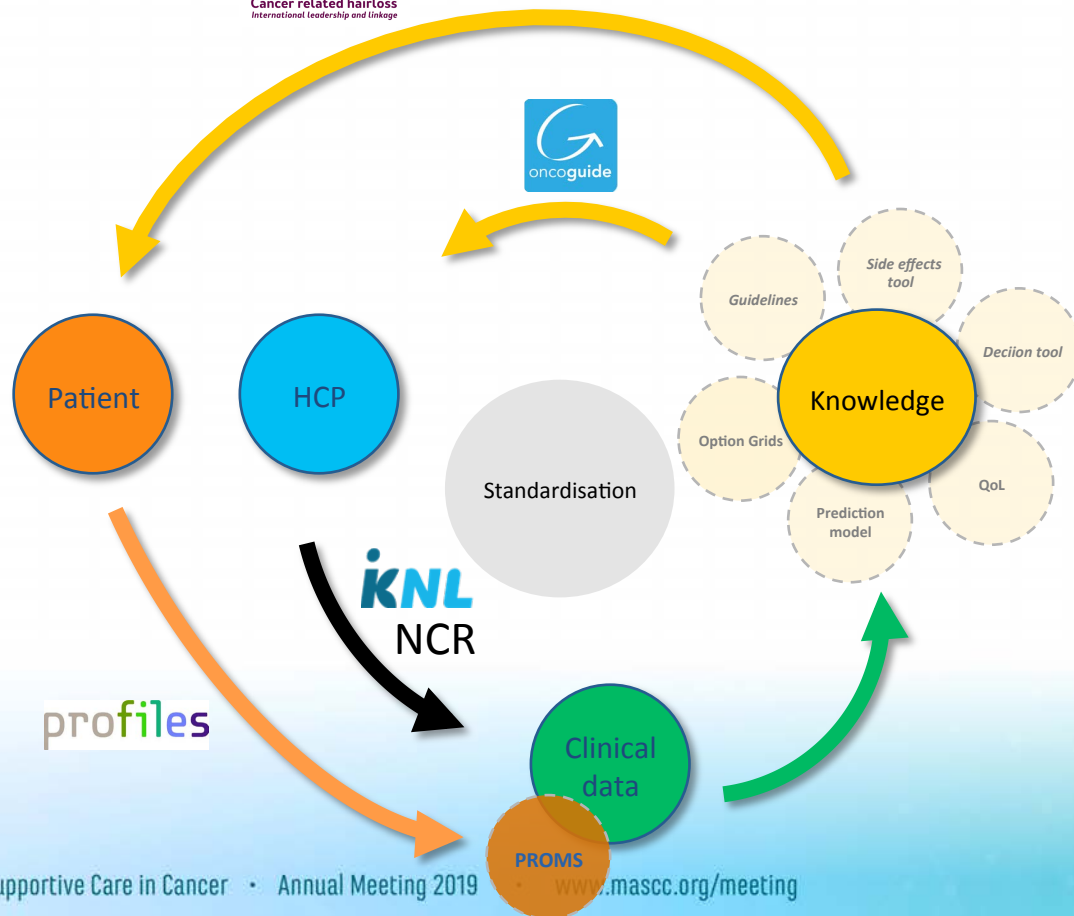 Cancer related hairloss
International leadership and linkage
oncoguide
Side effects
tool
Guidelines
Deciion tool
Patient
HCP
Knowledge
Option Grids
Standardisation
QoL
Prediction
model
iKNL
NCR
profiles
Clinical
data
PROMS
upportive Care in Cancer · Annual Meeting 2019 · www.mascc.org/meeting